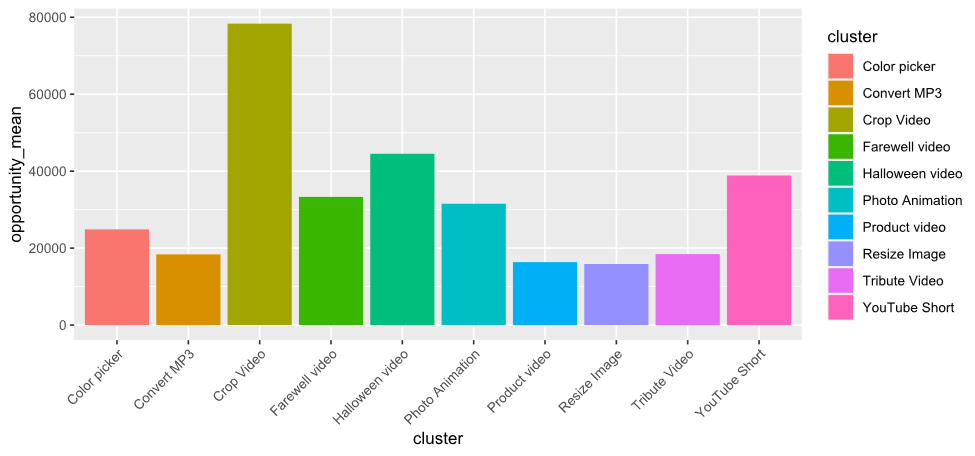 opportunity_mean
80000
60000
40000
20000
0
Color picker
Convert MP3
Crop Video
Farewell video
Halloween video
Photo Animation
Product video
Resize Image
Tribute Video
YouTube Short
cluster
cluster
Color picker
Convert MP3
Crop Video
Farewell video
Halloween video
Photo Animation
Product video
Resize Image
Tribute Video
YouTube Short